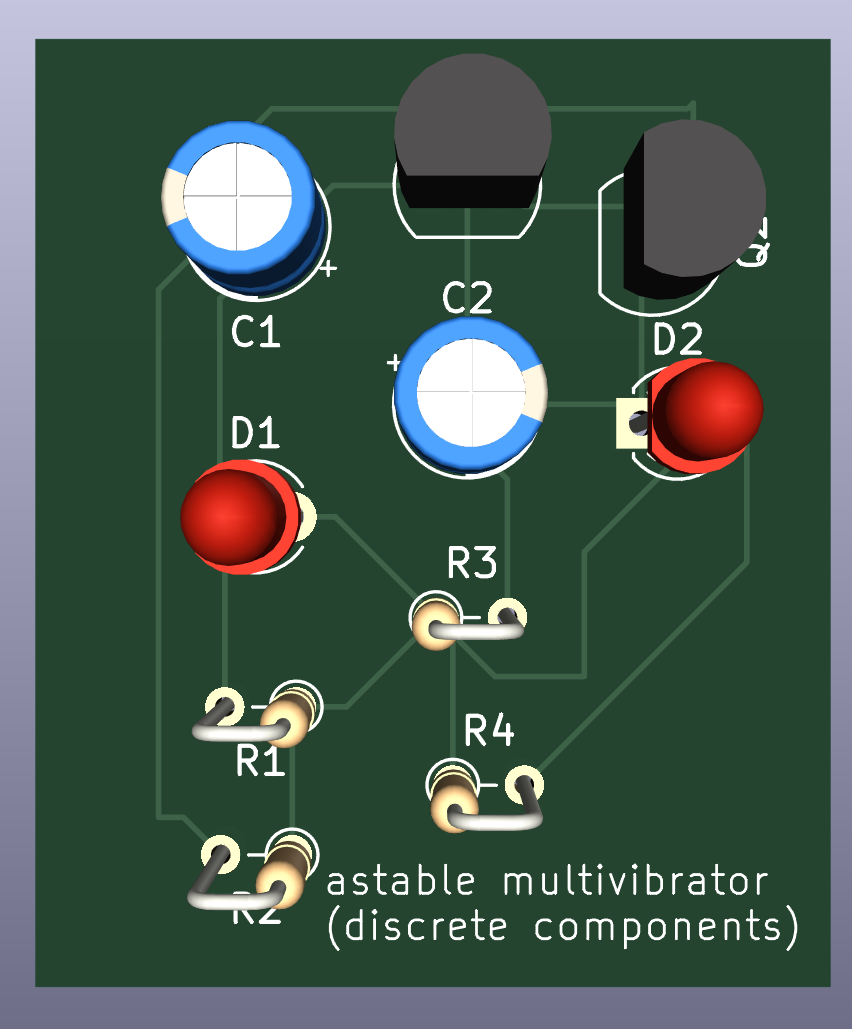 C1
+
C2
+
D2
D1
R3
R1
R4
R2
astable multivibrator
(discrete components)